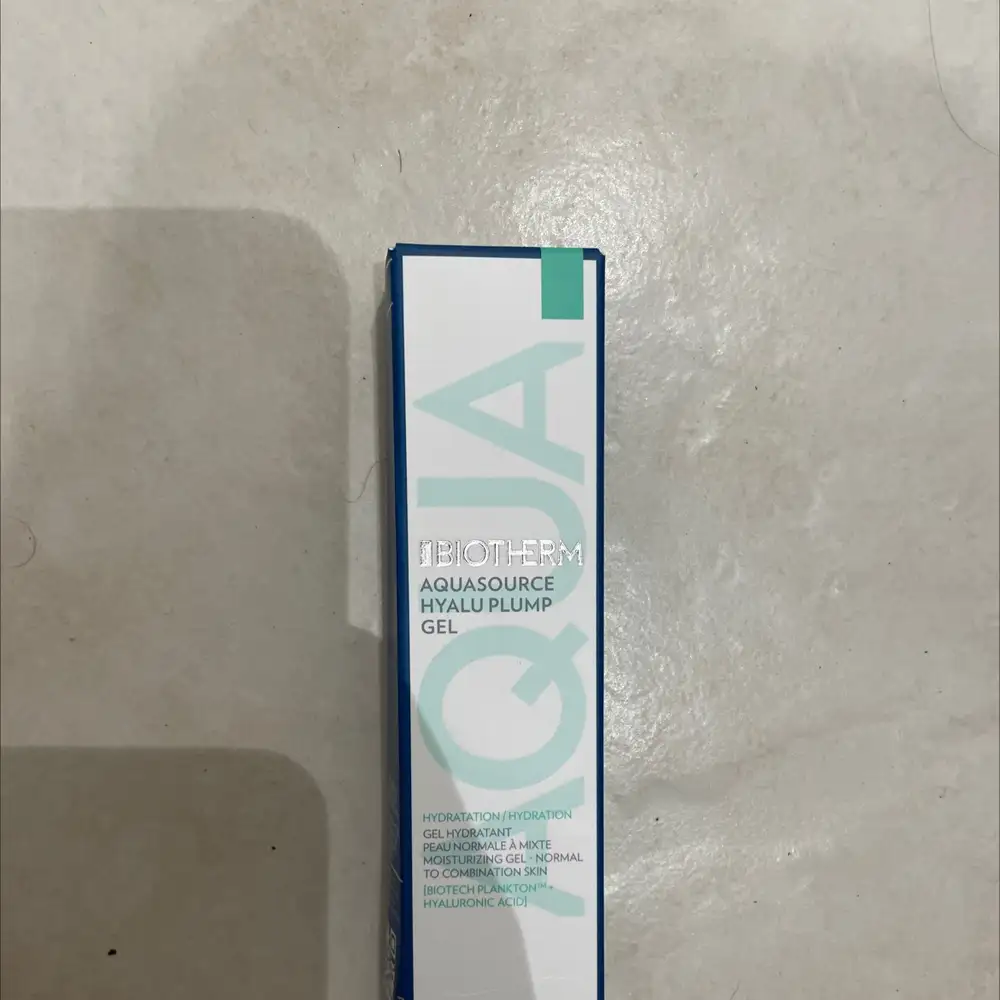 AQUA
BIOTHERM
AQUASOURCE
HYALU PLUMP
GEL
HYDRATATION / HYDRATION
GEL HYDRATANT
PEAU NORMALE À MIXTE
MOISTURIZING GEL - NORMAL
TO COMBINATION SKIN
[BIOTECH PLANKTON™ +
HYALURONIC ACID]